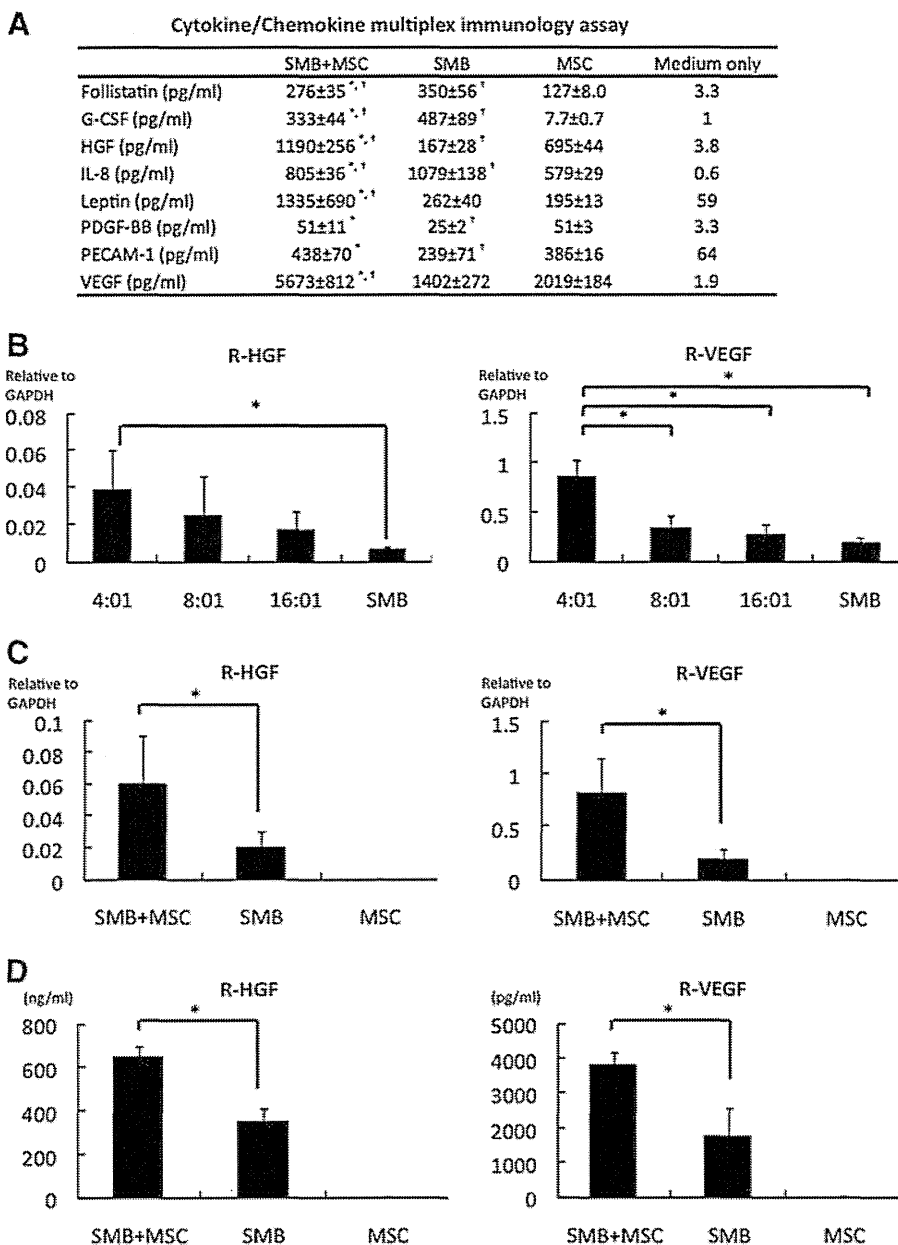 A
Cytokine/Chemokine multiplex immunology assay
SMB+MSC SMB MSC Medium only
Follistatin (pg/ml) 276±35 *,† 350±56 † 127±8.0 3.3
G-CSF (pg/ml) 333±44 *,† 487±89 † 7.7±0.7 1
HGF (pg/ml) 1190±256 *,† 167±28 † 695±44 3.8
IL-8 (pg/ml) 805±36 *,† 1079±138 † 579±29 0.6
Leptin (pg/ml) 1335±690 *,† 262±40 195±13 59
PDGF-BB (pg/ml) 51±11 * 25±2 † 51±3 3.3
PECAM-1 (pg/ml) 438±70 * 239±71 † 386±16 64
VEGF (pg/ml) 5673±812 *,† 1402±272 2019±184 1.9
B
R-HGF
Relative to
GAPDH
*
0.08
0.06
0.04
0.02
0
4:01 8:01 16:01 SMB
R-VEGF
Relative to
GAPDH
*
*
*
1.5
1
0.5
0
4:01 8:01 16:01 SMB
C
R-HGF
Relative to
GAPDH
*
0.1
0.08
0.06
0.04
0.02
0
SMB+MSC SMB MSC
R-VEGF
Relative to
GAPDH
*
1.5
1
0.5
0
SMB+MSC SMB MSC
D
R-HGF
(ng/ml)
*
800
600
400
200
0
SMB+MSC SMB MSC
R-VEGF
(pg/ml)
*
5000
4000
3000
2000
1000
0
SMB+MSC SMB MSC